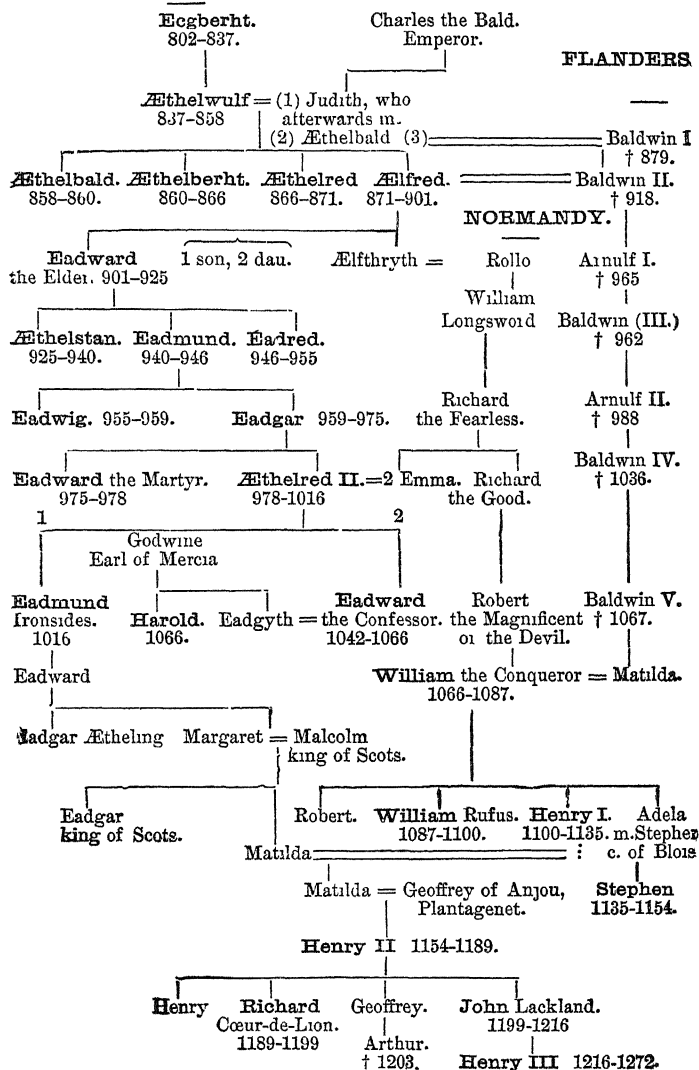 Ecgberht. Charles the Bald.
802–837. Emperor.
FLANDERS
Æthelwulf = (1) Judith, who
837–858 afterwards m.
(2) Æthelbald (3) Baldwin I
† 879.
Æthelbald. Æthelberht. Æthelred Ælfred. Baldwin II.
858–860. 860–866 866–871. 871–901. † 918.
NORMANDY.
Eadward 1 son, 2 dau. Ælfthryth = Rollo Arnulf I.
the Elder. 901–925 † 965
William
Æthelstan. Eadmund. Eadred. Longsword Baldwin (III.)
925–940. 940–946 946–955 † 962
Richard Arnulf II.
Eadwig. 955–959. Eadgar 959–975. the Fearless. † 988
Baldwin IV.
Eadward the Martyr. Æthelred II.=2 Emma. Richard † 1036.
975–978 978-1016 the Good.
1 2
Godwine
Earl of Mercia
Eadmund Eadward Robert Baldwin V.
Ironsides. Harold. Eadgyth = the Confessor. the Magnificent † 1067.
1016 1066. 1042-1066 or the Devil.
Eadward William the Conqueror = Matilda.
1066-1087.
Eadgar Ætheling Margaret = Malcolm
king of Scots.
Eadgar Robert. William Rufus. Henry I. Adela
king of Scots. 1087-1100. 1100-1135. m. Stephen
Matilda : c. of Blois
Matilda = Geoffrey of Anjou, Stephen
Plantagenet. 1135-1154.
Henry II 1154-1189.
Henry Richard Geoffrey. John Lackland.
Cœur-de-Lion. 1199-1216
1189-1199 Arthur.
† 1203. Henry III 1216-1272.